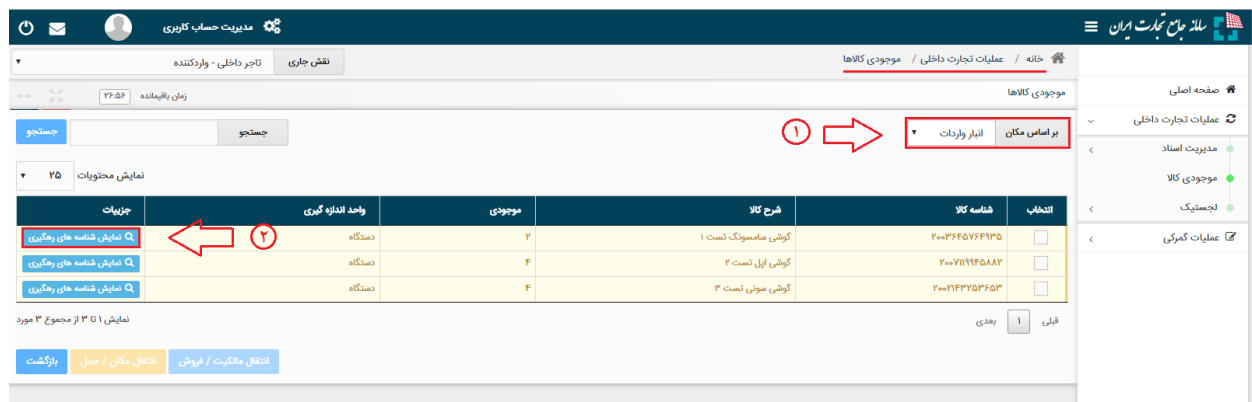 سامانه جامع تجارت ایران
مدیریت حساب کاربری
خانه / عملیات تجارت داخلی / موجودی کالاها
نقش جاری تاجر داخلی - واردکننده
موجودی کالاها
زمان باقیمانده ۲۶:۵۶
صفحه اصلی
عملیات تجارت داخلی
مدیریت اسناد
موجودی کالا
لجستیک
عملیات گمرکی
بر اساس مکان انبار واردات
۱
جستجو جستجو
نمایش محتویات ۲۵
انتخاب شناسه کالا شرح کالا موجودی واحد اندازه گیری جزییات
۲۰۰۳۶۴۵۷۶۴۹۳۵ گوشی سامسونگ تست ۱ ۲ دستگاه نمایش شناسه های رهگیری
۲
۲۰۰۷۱۱۹۹۴۵۸۸۲ گوشی اپل تست ۲ ۴ دستگاه نمایش شناسه های رهگیری
۲۰۰۲۱۴۳۲۵۳۶۵۳ گوشی سونی تست ۳ ۴ دستگاه نمایش شناسه های رهگیری
قبلی ۱ بعدی
نمایش ۱ تا ۳ از مجموع ۳ مورد
انتقال مالکیت / فروش انتقال مکان / حمل بازگشت